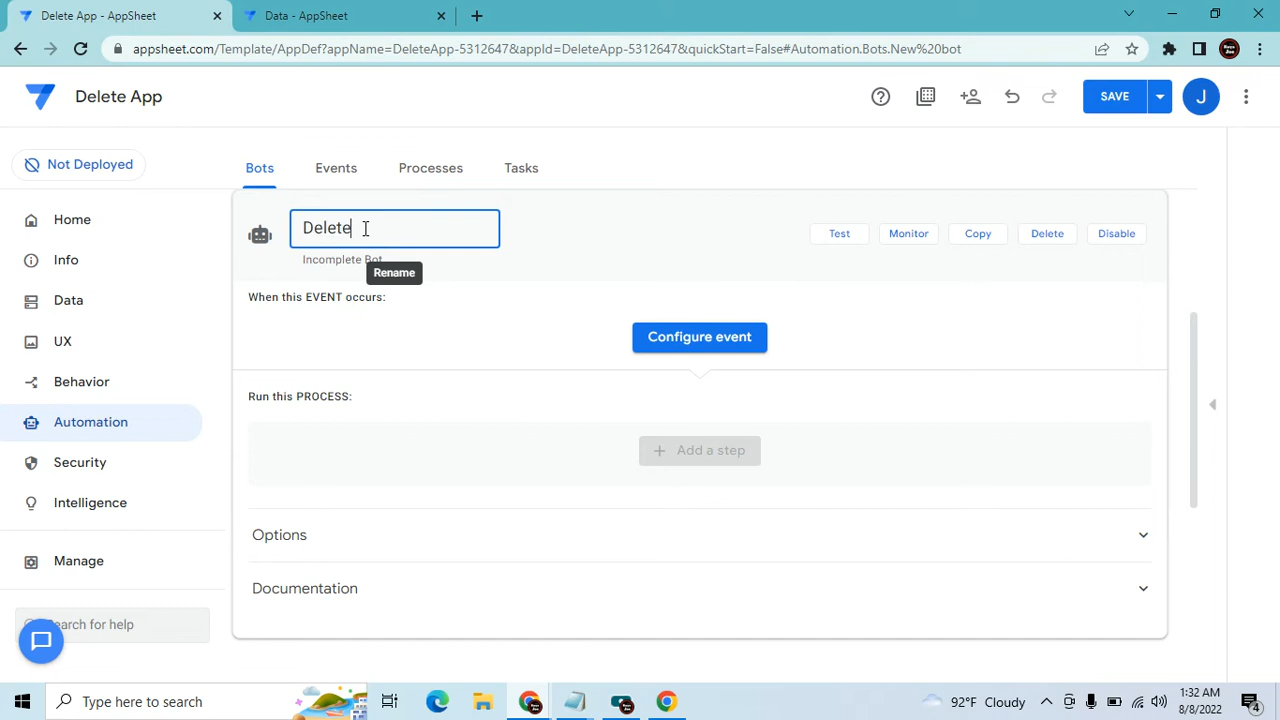 Delete App - AppSheet
Data - AppSheet
appsheet.com/Template/AppDef?appName=DeleteApp-5312647&appId=DeleteApp-5312647&quickStart=False#Automation.Bots.New%20bot
Delete App
SAVE
J
Not Deployed
Bots
Events
Processes
Tasks
Home
Info
Data
UX
Behavior
Automation
Security
Intelligence
Manage
Search for help
Delete
Incomplete Bot
Rename
Test
Monitor
Copy
Delete
Disable
When this EVENT occurs:
Configure event
Run this PROCESS:
Add a step
Options
Documentation
Type here to search
92°F Cloudy
1:32 AM
8/8/2022
4